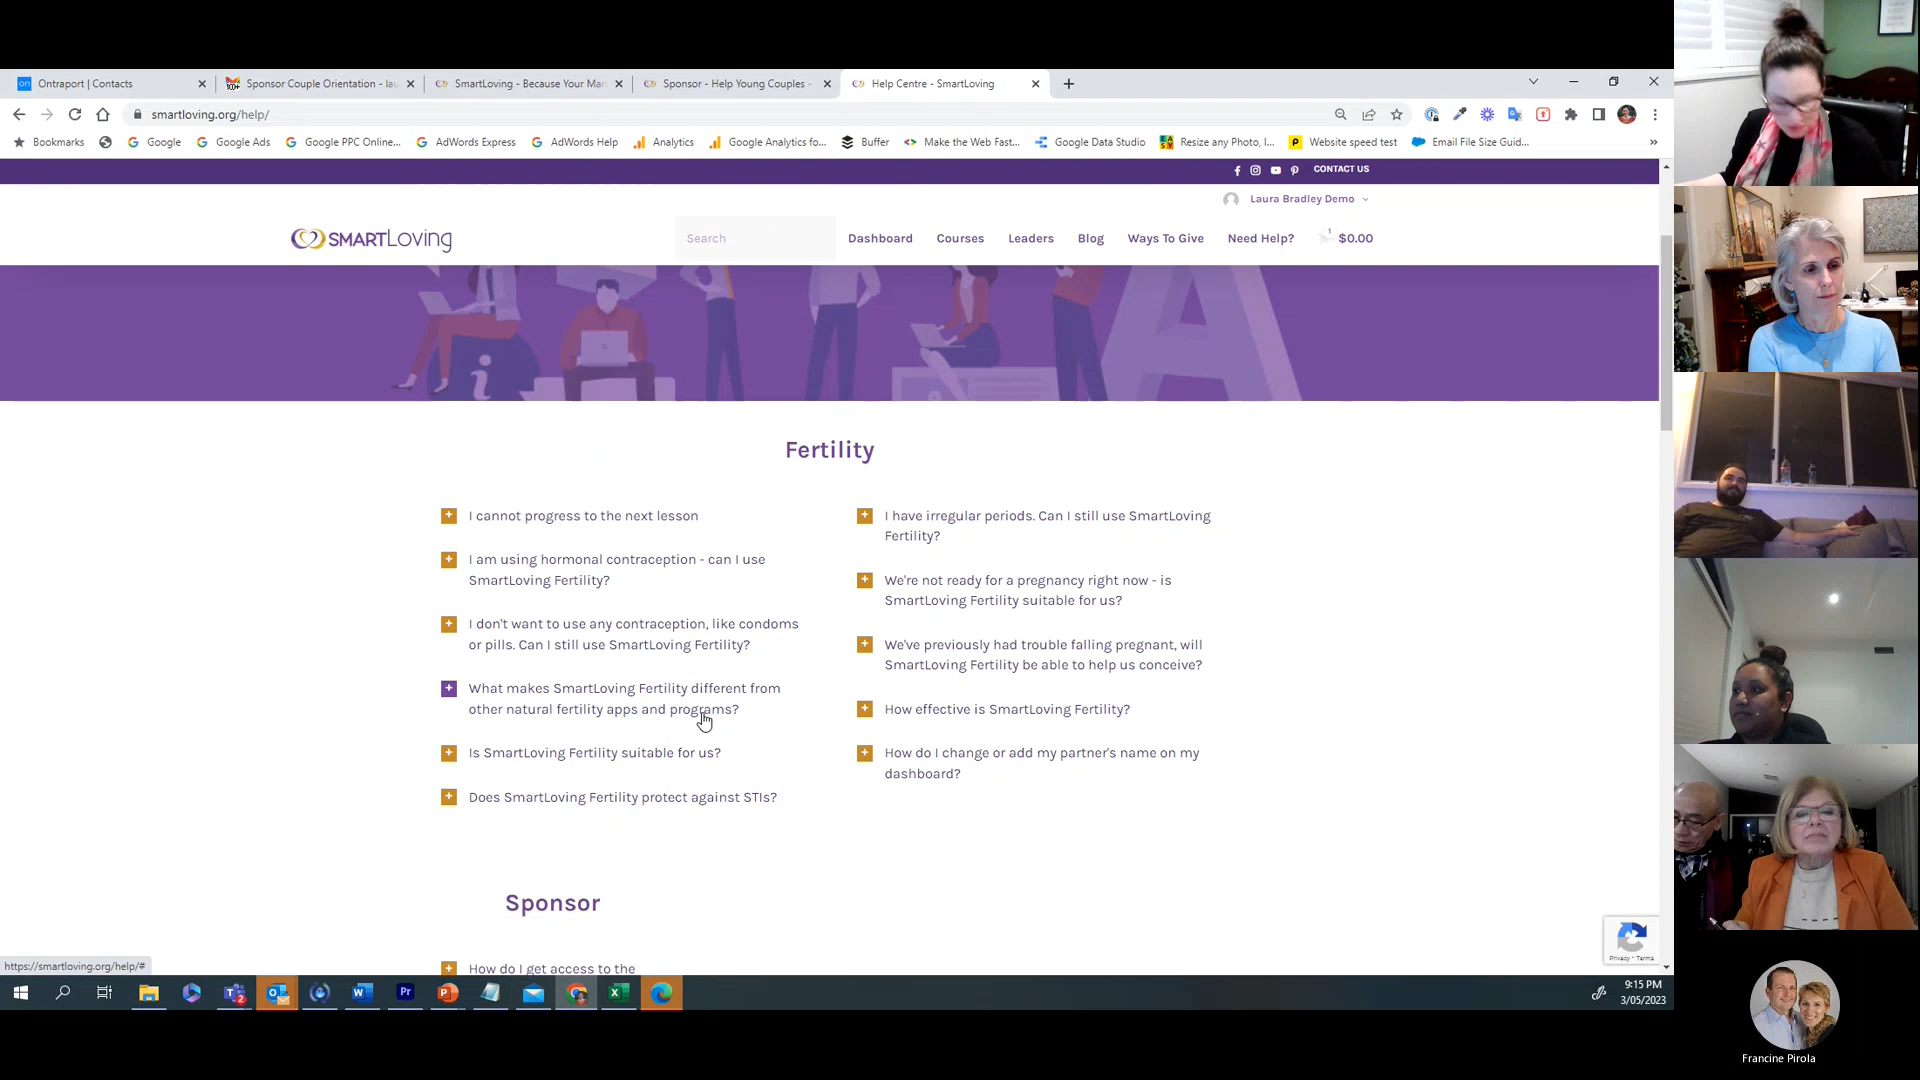 Ontraport | Contacts
Sponsor Couple Orientation - lau
SmartLoving - Because Your Mar
Sponsor - Help Young Couples -
Help Centre - SmartLoving
smartloving.org/help/
Bookmarks
Google
Google Ads
Google PPC Online...
AdWords Express
AdWords Help
Analytics
Google Analytics fo...
Buffer
Make the Web Fast...
Google Data Studio
Resize any Photo, I...
Website speed test
Email File Size Guid...
CONTACT US
Laura Bradley Demo
SMARTLoving
Search
Dashboard
Courses
Leaders
Blog
Ways To Give
Need Help?
1
$0.00
Fertility
I cannot progress to the next lesson
I am using hormonal contraception - can I use
SmartLoving Fertility?
I don't want to use any contraception, like condoms
or pills. Can I still use SmartLoving Fertility?
What makes SmartLoving Fertility different from
other natural fertility apps and programs?
Is SmartLoving Fertility suitable for us?
Does SmartLoving Fertility protect against STIs?
I have irregular periods. Can I still use SmartLoving
Fertility?
We're not ready for a pregnancy right now - is
SmartLoving Fertility suitable for us?
We've previously had trouble falling pregnant, will
SmartLoving Fertility be able to help us conceive?
How effective is SmartLoving Fertility?
How do I change or add my partner's name on my
dashboard?
Sponsor
How do I get access to the
Privacy - Terms
https://smartloving.org/help/#
9:15 PM
3/05/2023
Francine Pirola